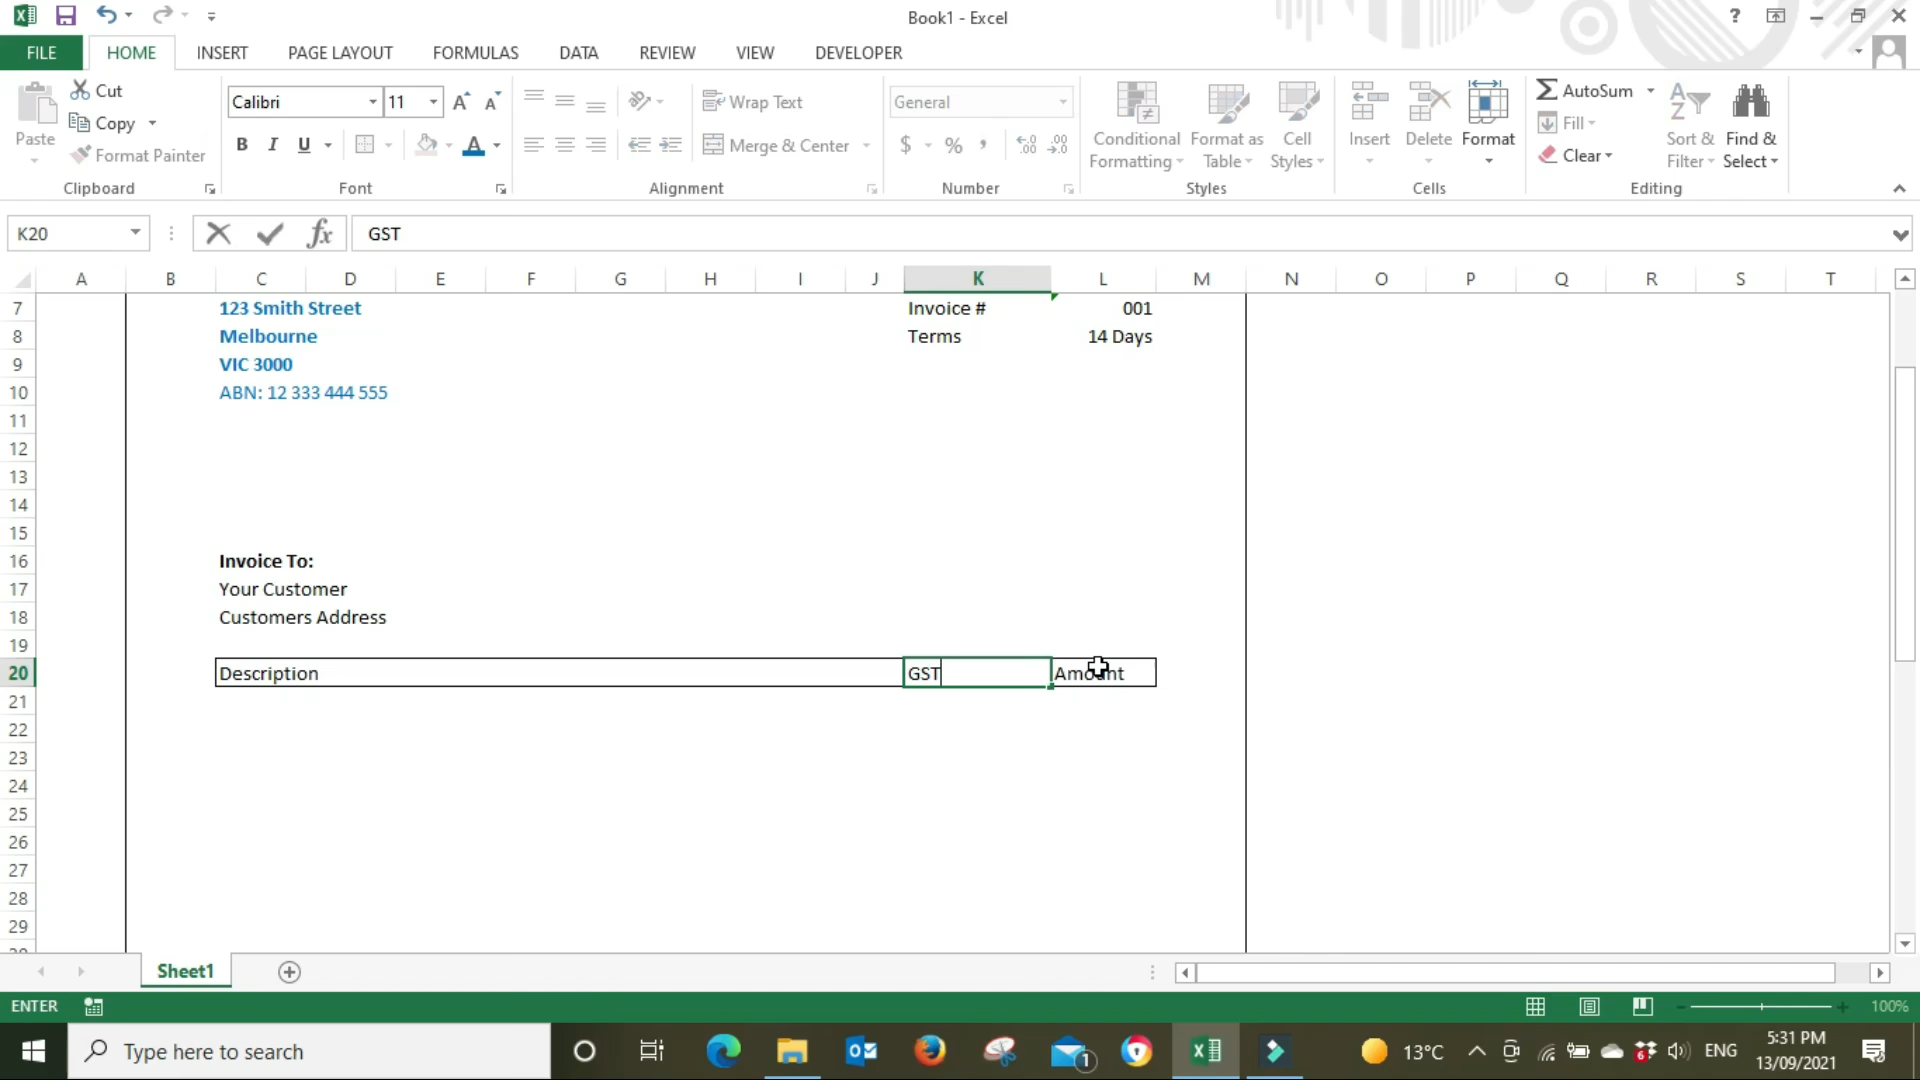 Book1 - Excel
?
FILE
HOME
INSERT
PAGE LAYOUT
FORMULAS
DATA
REVIEW
VIEW
DEVELOPER
Paste
Cut
Copy
Format Painter
Clipboard
Calibri
11
B
I
U
Font
Wrap Text
Merge & Center
Alignment
General
$
%
Number
Conditional Formatting
Format as Table
Cell Styles
Styles
Insert
Delete
Format
Cells
AutoSum
Fill
Clear
Sort & Filter
Find & Select
Editing
K20
fx
GST
A B C D E F G H I J K L M N O P Q R S T
7 123 Smith Street Invoice # 001
8 Melbourne Terms 14 Days
9 VIC 3000
10 ABN: 12 333 444 555
11
12
13
14
15
16 Invoice To:
17 Your Customer
18 Customers Address
19
20 Description GST Amount
21
22
23
24
25
26
27
28
29
Sheet1
ENTER
100%
Type here to search
1
13°C
6
ENG
5:31 PM
13/09/2021